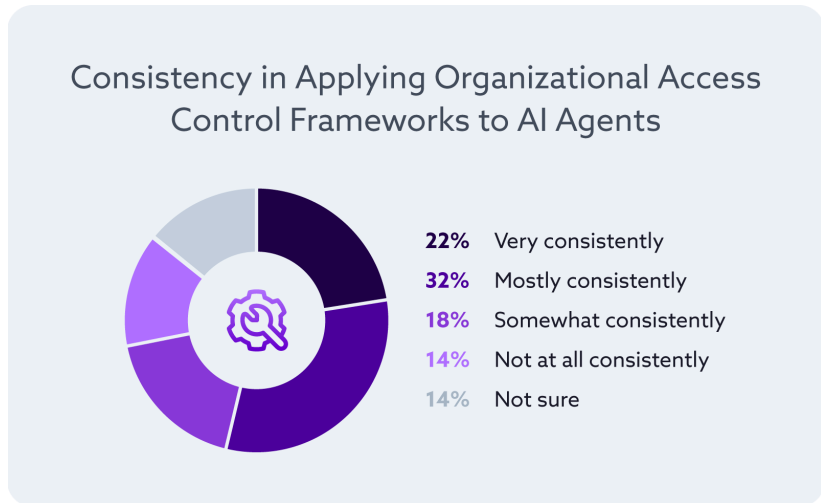 Consistency in Applying Organizational Access
Control Frameworks to AI Agents
22% Very consistently
32% Mostly consistently
18% Somewhat consistently
14% Not at all consistently
14% Not sure